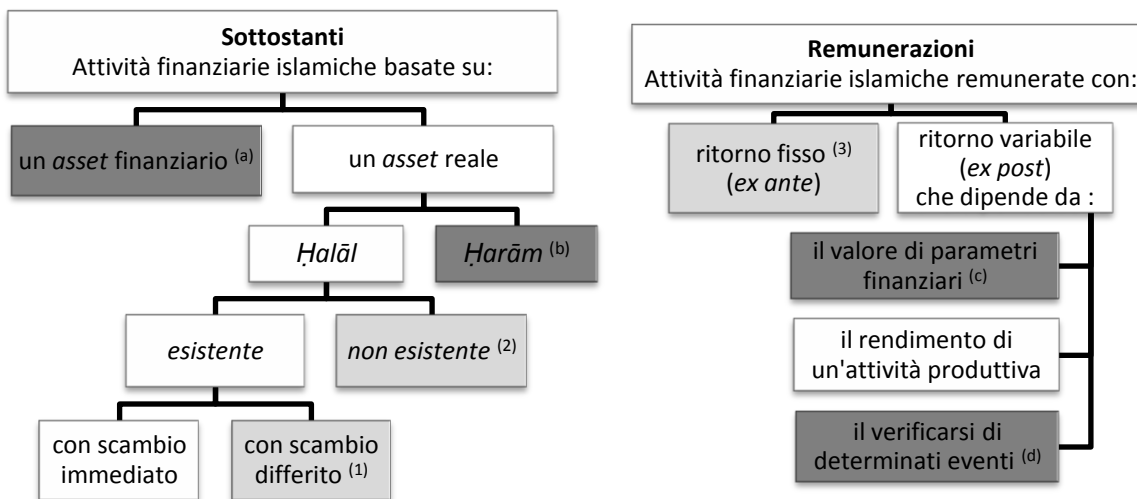 Sottostanti
Attività finanziarie islamiche basate su:
un asset finanziario (a)
un asset reale
Ḥalāl
Ḥarām (b)
esistente
non esistente (2)
con scambio
immediato
con scambio
differito (1)
Remunerazioni
Attività finanziarie islamiche remunerate con:
ritorno fisso (3)
(ex ante)
ritorno variabile
(ex post)
che dipende da :
il valore di parametri
finanziari (c)
il rendimento di
un'attività produttiva
il verificarsi di
determinati eventi (d)